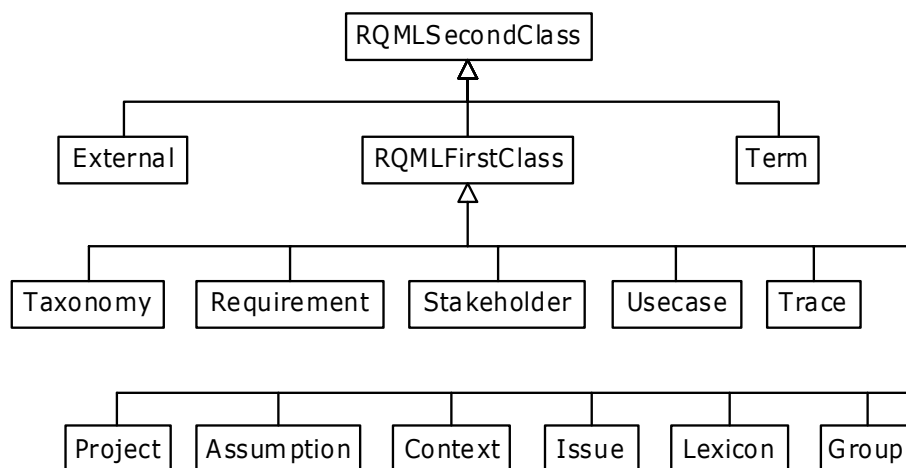 RQMLSecondClass
External RQMLFirstClass Term
Taxonomy Requirement Stakeholder Usecase Trace
Project Assumption Context Issue Lexicon Group